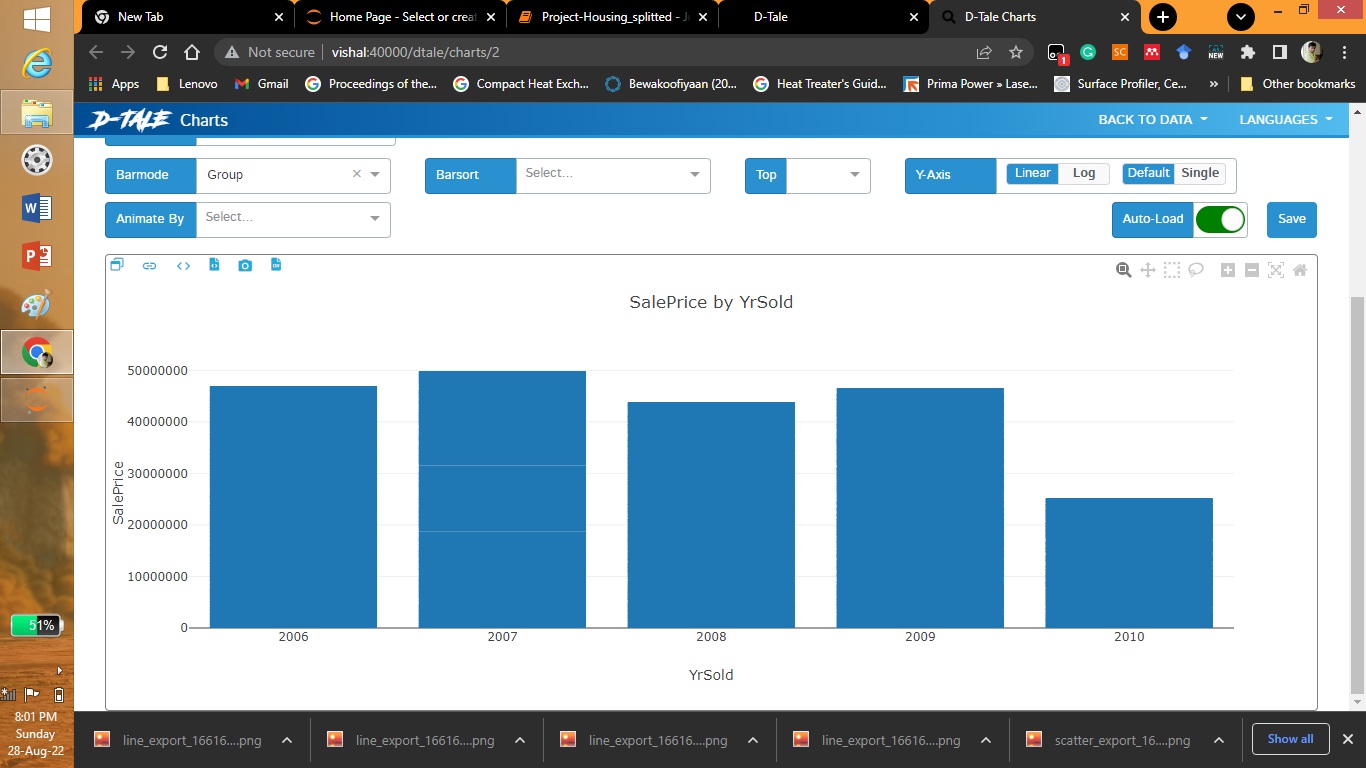 New Tab
Home Page - Select or creat
Project-Housing_splitted - J
D-Tale
D-Tale Charts
Not secure
vishal:40000/dtale/charts/2
SC
1
NEW
Apps
Lenovo
Gmail
Proceedings of the...
Compact Heat Exch...
Bewakoofiyaan (20...
Heat Treater's Guid...
Prima Power » Lase...
Surface Profiler, Ce...
»
Other bookmarks
D-TALE Charts
BACK TO DATA
LANGUAGES
Barmode
Group
Barsort
Select...
Top
Y-Axis
Linear
Log
Default
Single
Animate By
Select...
Auto-Load
Save
SalePrice by YrSold
50000000
40000000
30000000
20000000
10000000
0
SalePrice
2006
2007
2008
2009
2010
YrSold
51%
8:01 PM
Sunday
28-Aug-22
line_export_16616....png
line_export_16616....png
line_export_16616....png
line_export_16616....png
scatter_export_16....png
Show all